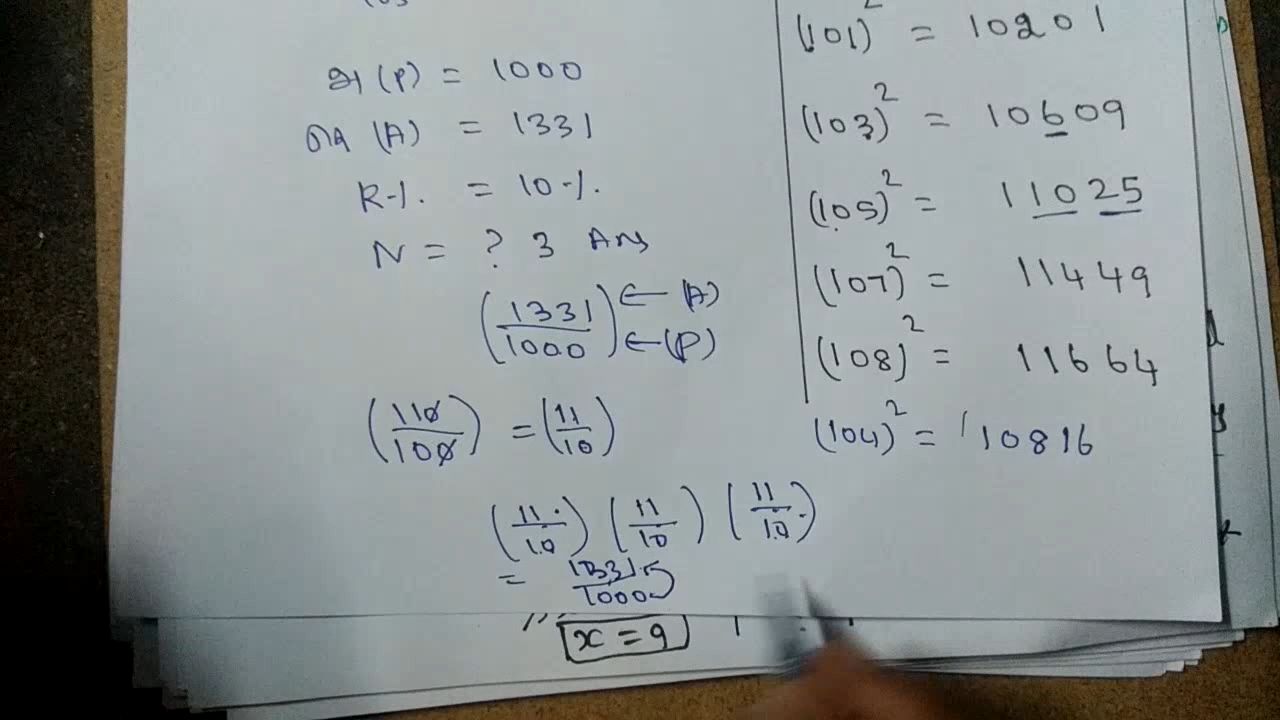 அ (P) = 1000
(A) = 1331
R-1. = 10-1.
N = ? 3 Ans
(1331/1000) ← (A) ← (P)
(110/100) = (11/10)
(11/10) (11/10) (11/10)
= 1331/1000
x = 9
(101)² = 10201
(103)² = 10609
(105)² = 11025
(107)² = 11449
(108)² = 11664
(104)² = 10816